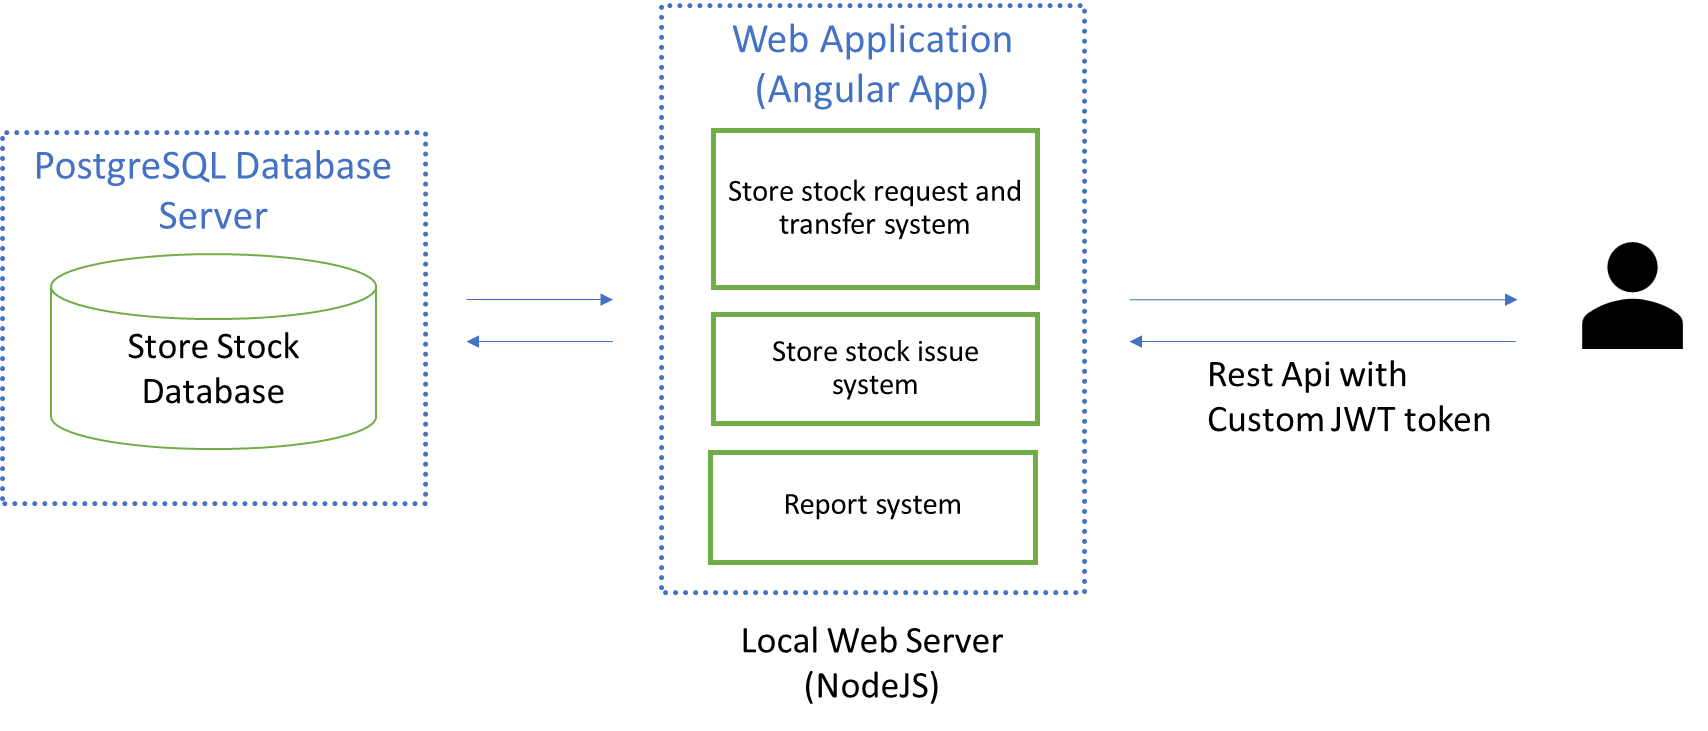 PostgreSQL Database
Server
Store Stock
Database
Web Application
(Angular App)
Store stock request and
transfer system
Store stock issue
system
Report system
Local Web Server
(NodeJS)
Rest Api with
Custom JWT token